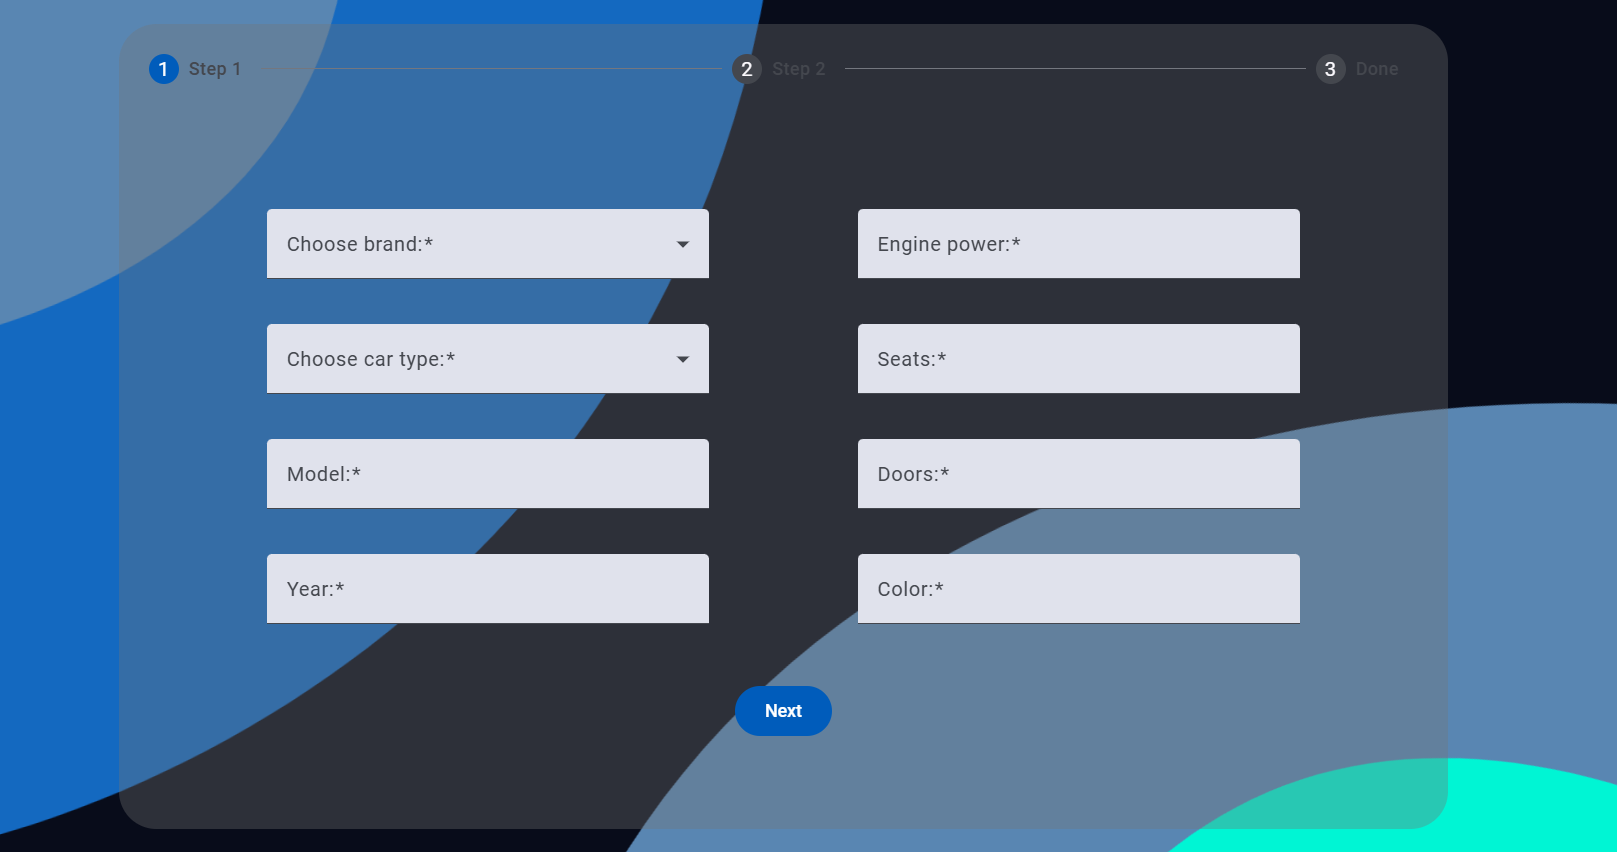 1 Step 1
2 Step 2
3 Done
Choose brand:*
Engine power:*
Choose car type:*
Seats:*
Model:*
Doors:*
Year:*
Color:*
Next